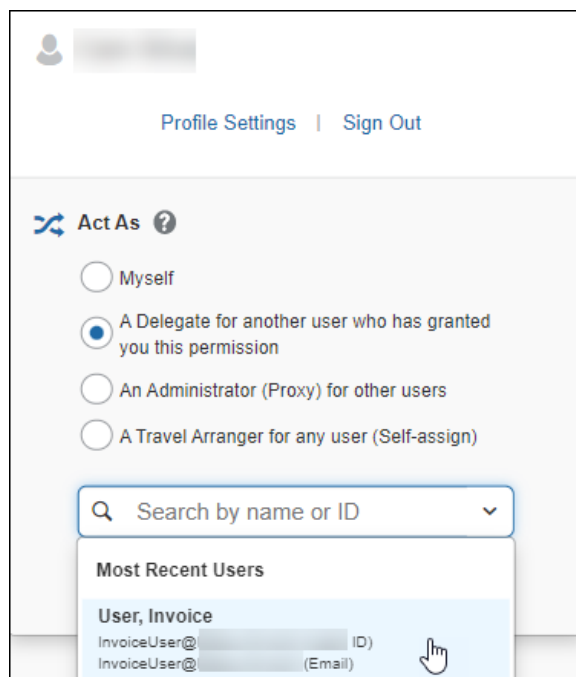 Profile Settings | Sign Out
Act As ?
Myself
A Delegate for another user who has granted
you this permission
An Administrator (Proxy) for other users
A Travel Arranger for any user (Self-assign)
Search by name or ID
Most Recent Users
User, Invoice
InvoiceUser@ ID)
InvoiceUser@ (Email)